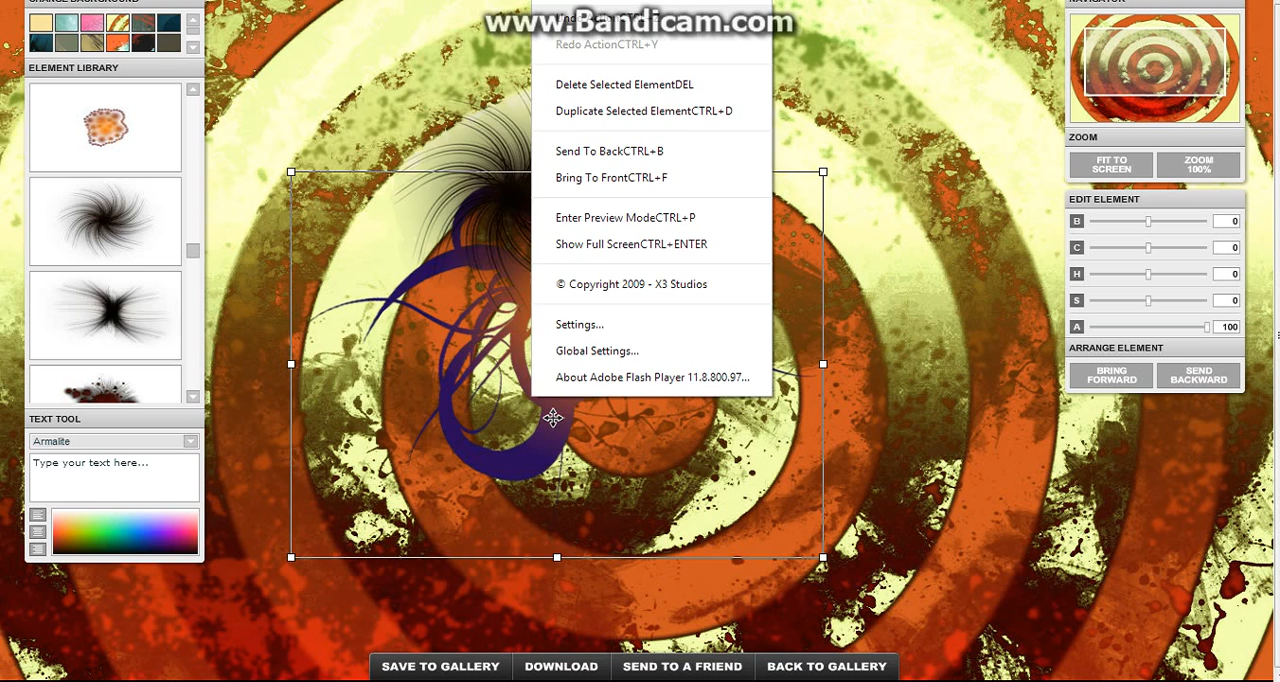 CHANGE BACKGROUND
www.Bandicam.com
NAVIGATOR
Redo ActionCTRL+Y
ELEMENT LIBRARY
Delete Selected ElementDEL
Duplicate Selected ElementCTRL+D
ZOOM
Send To BackCTRL+B
FIT TO
SCREEN
ZOOM
100%
Bring To FrontCTRL+F
EDIT ELEMENT
Enter Preview ModeCTRL+P
B 0
Show Full ScreenCTRL+ENTER
C 0
H 0
© Copyright 2009 - X3 Studios
S 0
Settings...
A 100
Global Settings...
ARRANGE ELEMENT
About Adobe Flash Player 11.8.800.97...
BRING
FORWARD
SEND
BACKWARD
TEXT TOOL
Armalite
Type your text here...
SAVE TO GALLERY
DOWNLOAD
SEND TO A FRIEND
BACK TO GALLERY